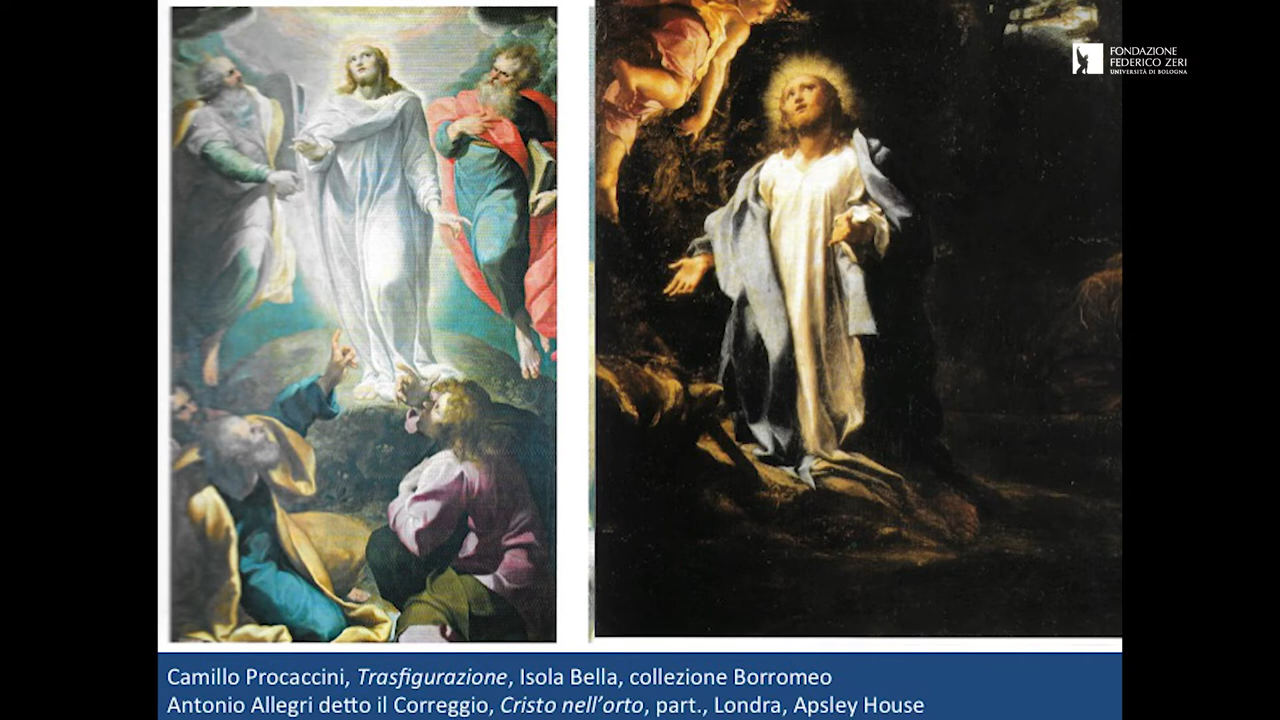 FONDAZIONE
FEDERICO ZERI
UNIVERSITÀ DI BOLOGNA
Camillo Procaccini, Trasfigurazione, Isola Bella, collezione Borromeo
Antonio Allegri detto il Correggio, Cristo nell’orto, part., Londra, Apsley House